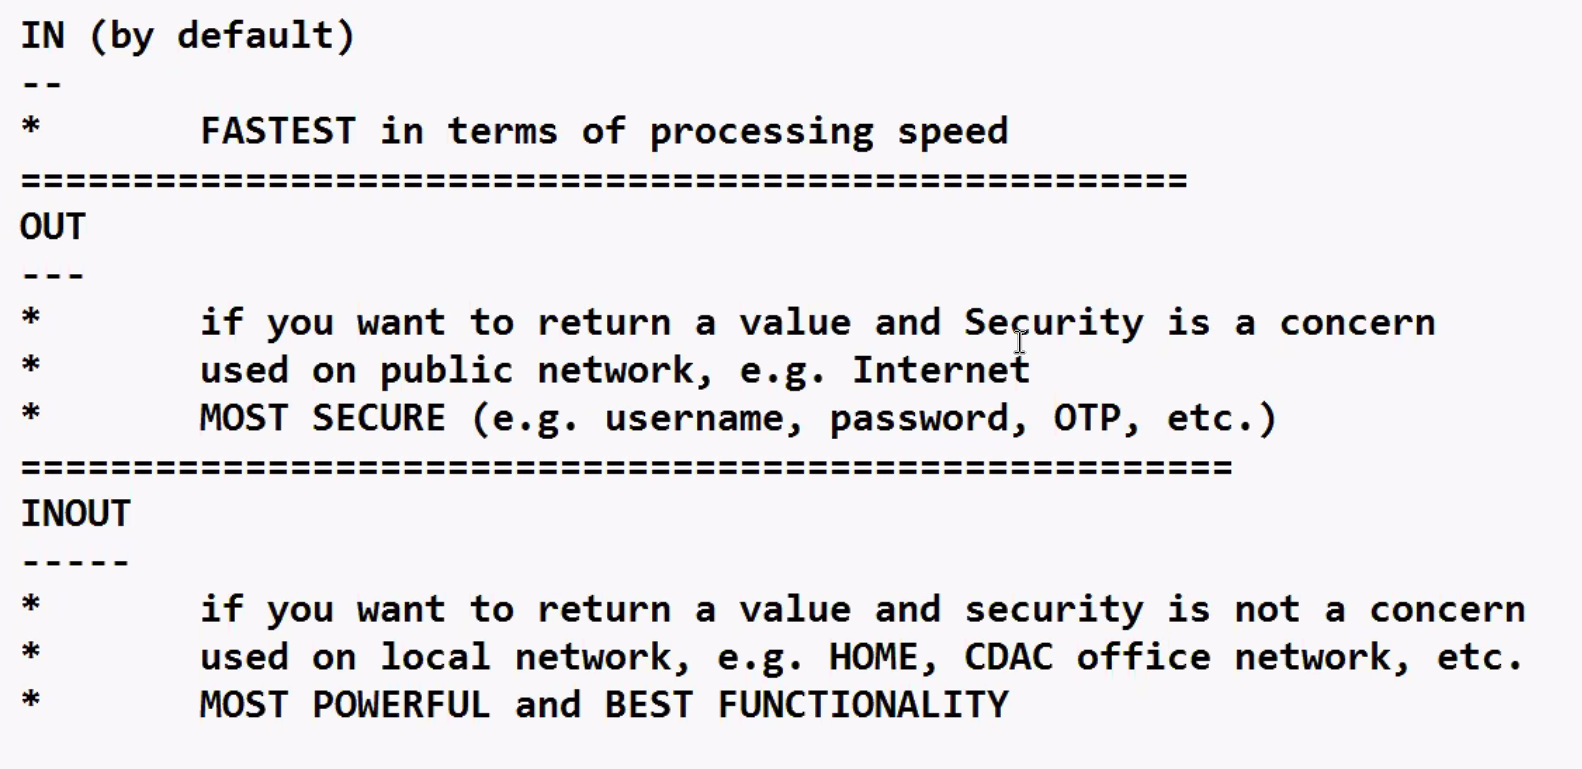 IN (by default)
--
*       FASTEST in terms of processing speed
====================================================
OUT
---
*       if you want to return a value and Security is a concern
*       used on public network, e.g. Internet
*       MOST SECURE (e.g. username, password, OTP, etc.)
======================================================
INOUT
-----
*       if you want to return a value and security is not a concern
*       used on local network, e.g. HOME, CDAC office network, etc.
*       MOST POWERFUL and BEST FUNCTIONALITY